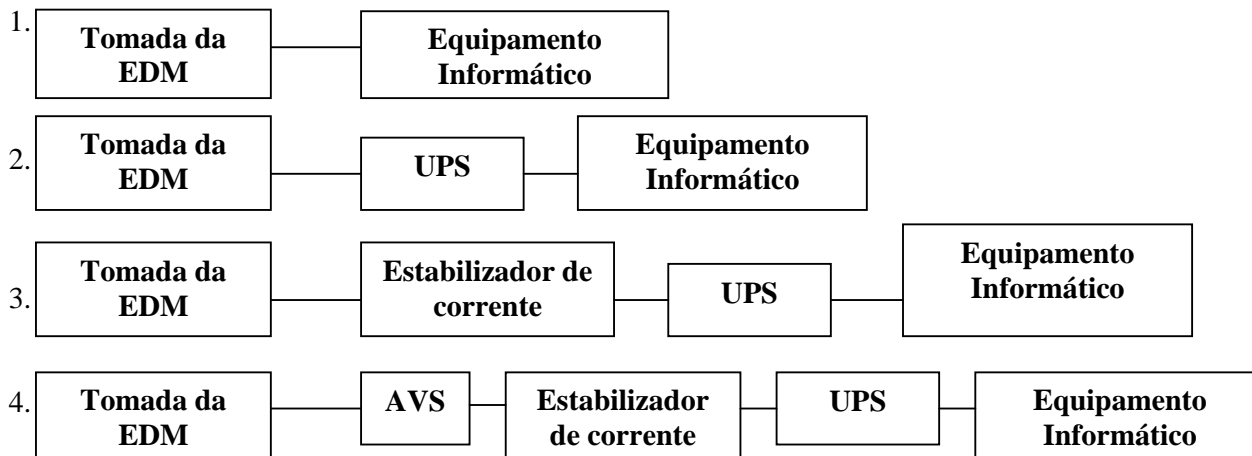 1.
Tomada da
EDM
Equipamento
Informático
2.
Tomada da
EDM
UPS
Equipamento
Informático
3.
Tomada da
EDM
Estabilizador de
corrente
UPS
Equipamento
Informático
4.
Tomada da
EDM
AVS
Estabilizador
de corrente
UPS
Equipamento
Informático